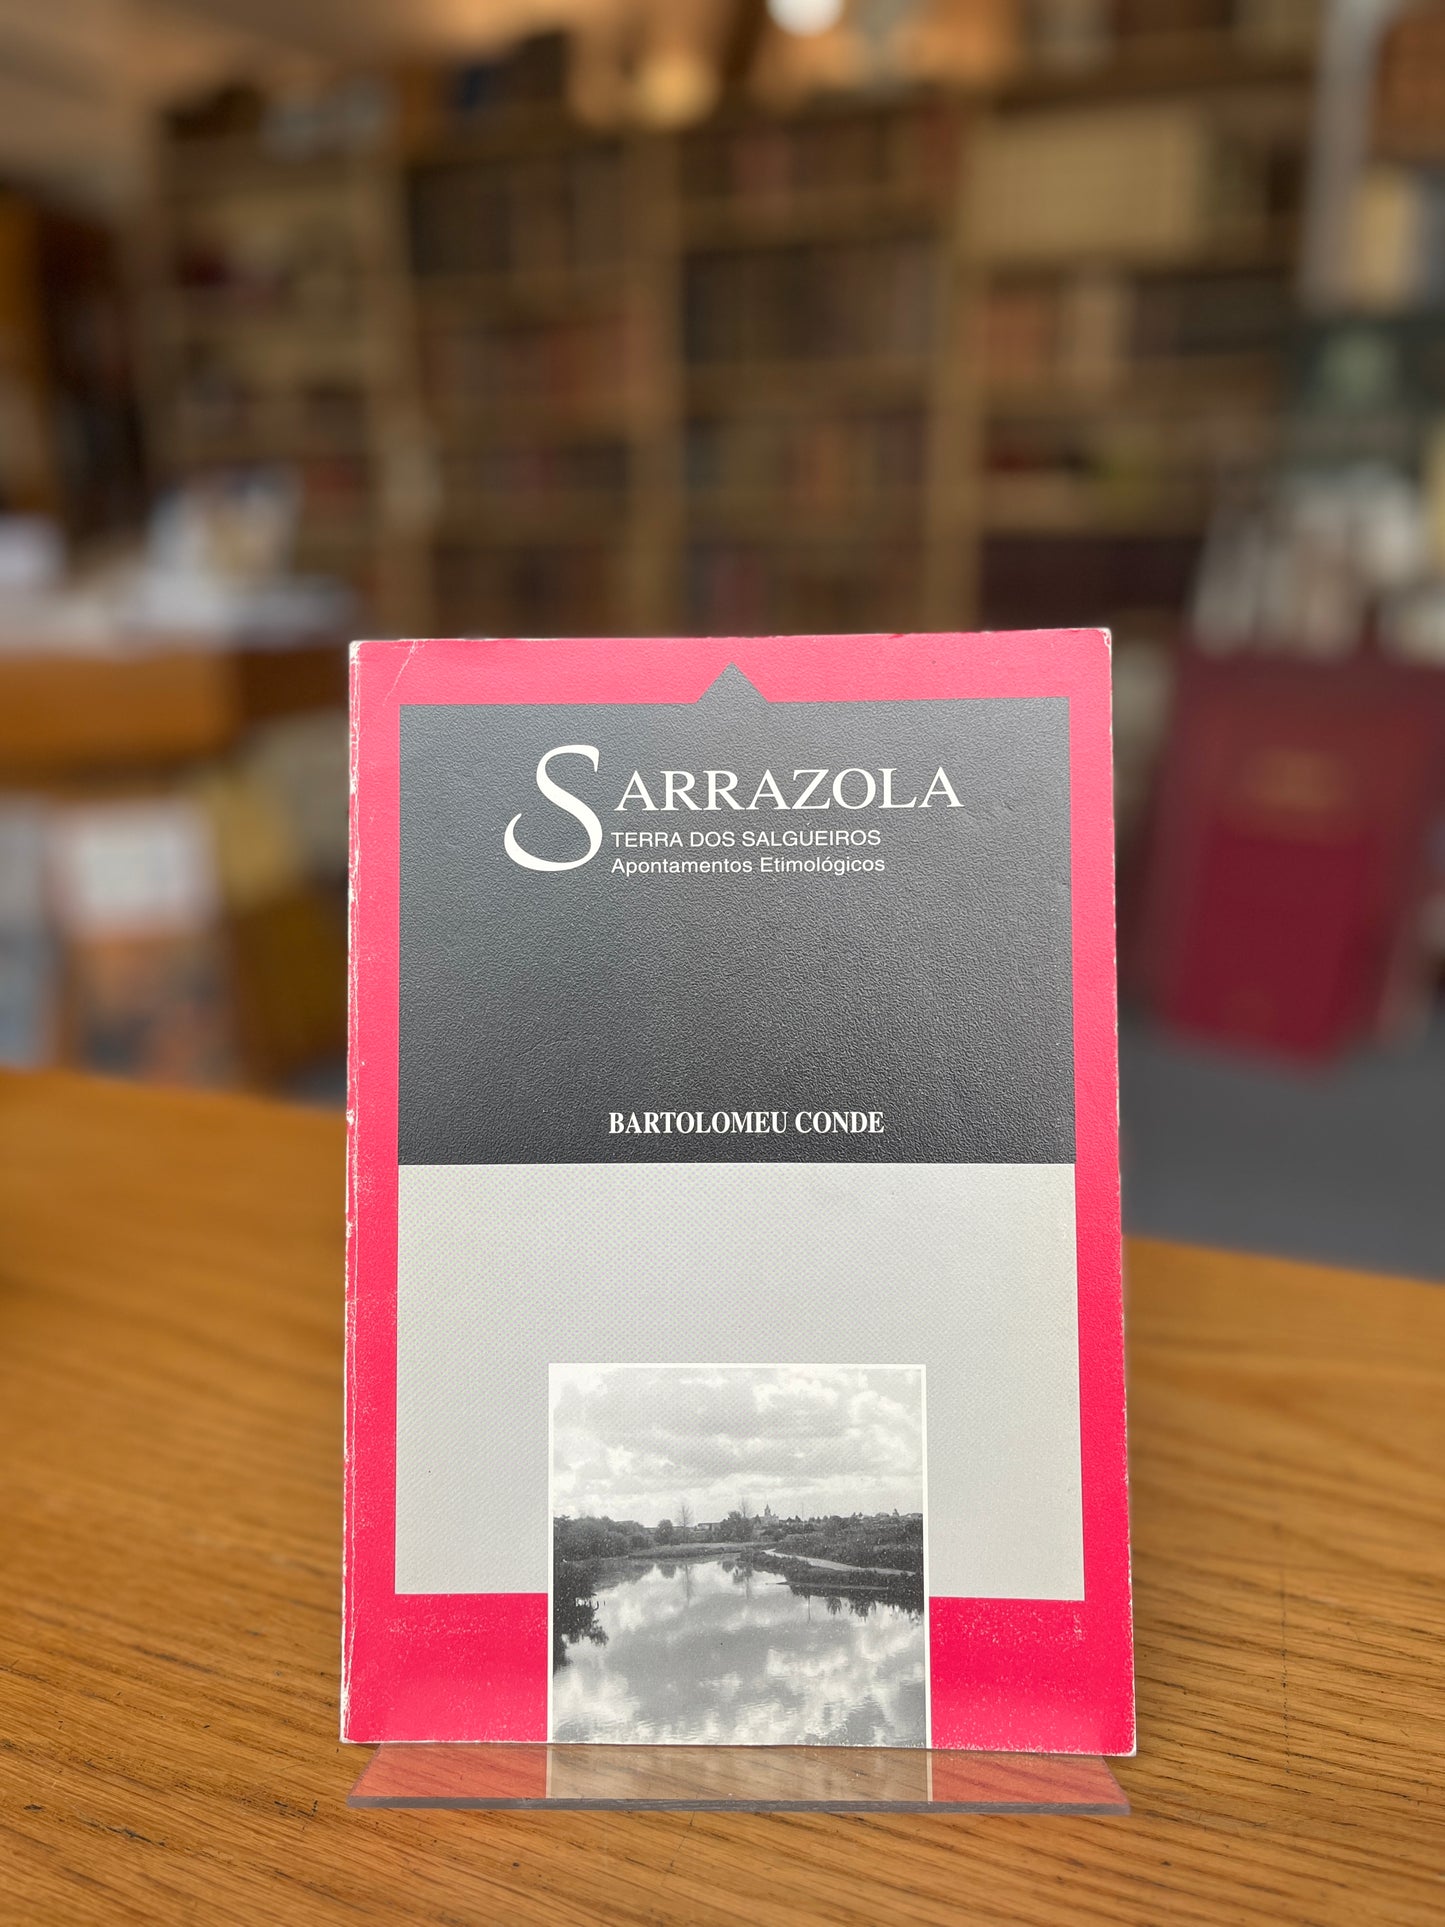 SARRAZOLA
TERRA DOS SALGUEIROS
Apontamentos Etimológicos
BARTOLOMEU CONDE